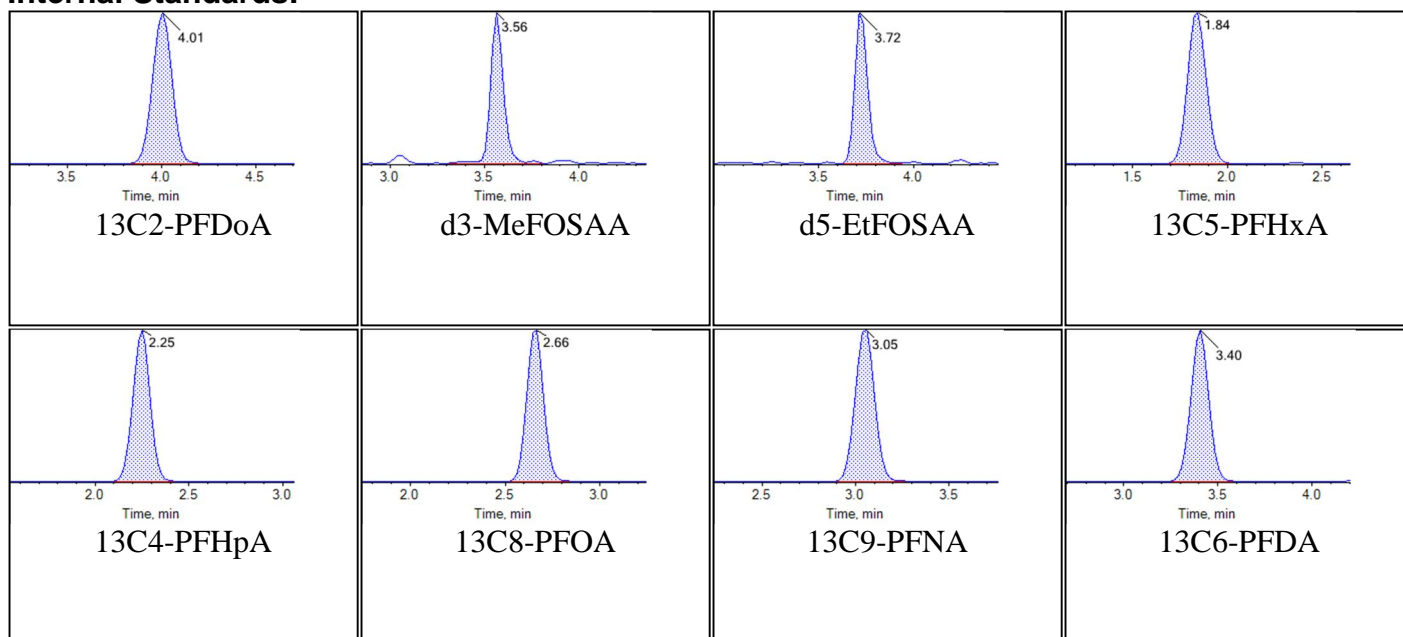 Internal Standards:
4.01
3.5 4.0 4.5
Time, min
13C2-PFDoA
3.56
3.0 3.5 4.0
Time, min
d3-MeFOSAA
3.72
3.5 4.0
Time, min
d5-EtFOSAA
1.84
1.5 2.0 2.5
Time, min
13C5-PFHxA
2.25
2.0 2.5 3.0
Time, min
13C4-PFHpA
2.66
2.0 2.5 3.0
Time, min
13C8-PFOA
3.05
2.5 3.0 3.5
Time, min
13C9-PFNA
3.40
3.0 3.5 4.0
Time, min
13C6-PFDA